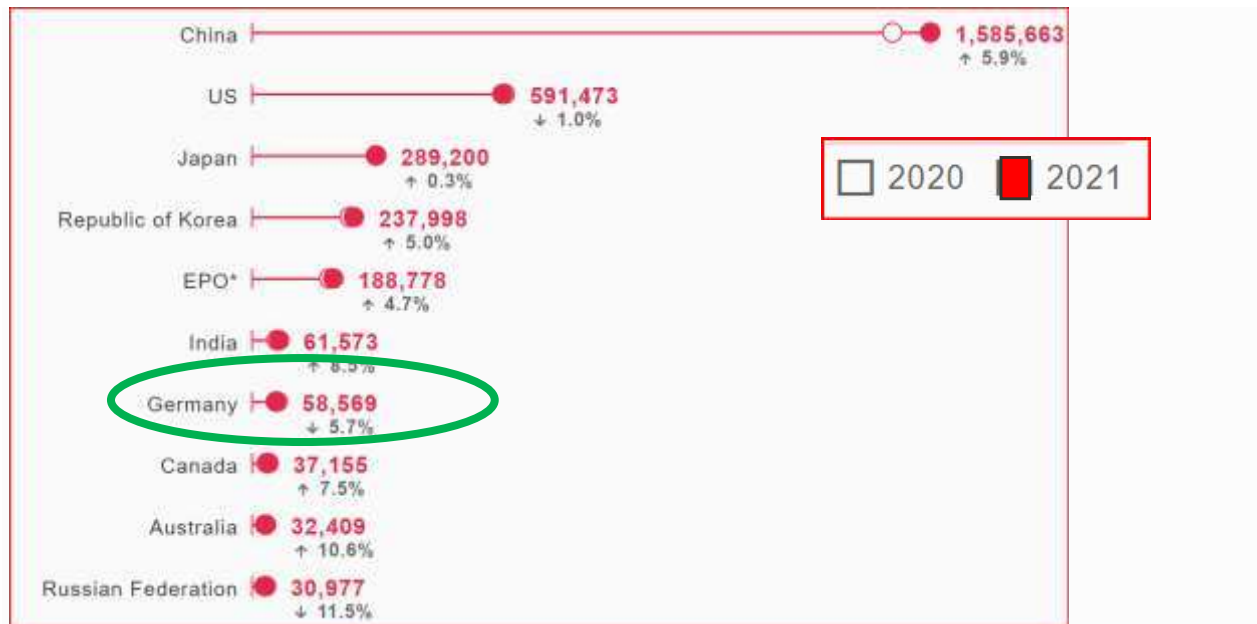 China 1,585,663
↑ 5.9%
US 591,473
↓ 1.0%
Japan 289,200
↑ 0.3%
2020 2021
Republic of Korea 237,998
↑ 5.0%
EPO* 188,778
↑ 4.7%
India 61,573
↑ 8.5%
Germany 58,569
↓ 5.7%
Canada 37,155
↑ 7.5%
Australia 32,409
↑ 10.6%
Russian Federation 30,977
↓ 11.5%